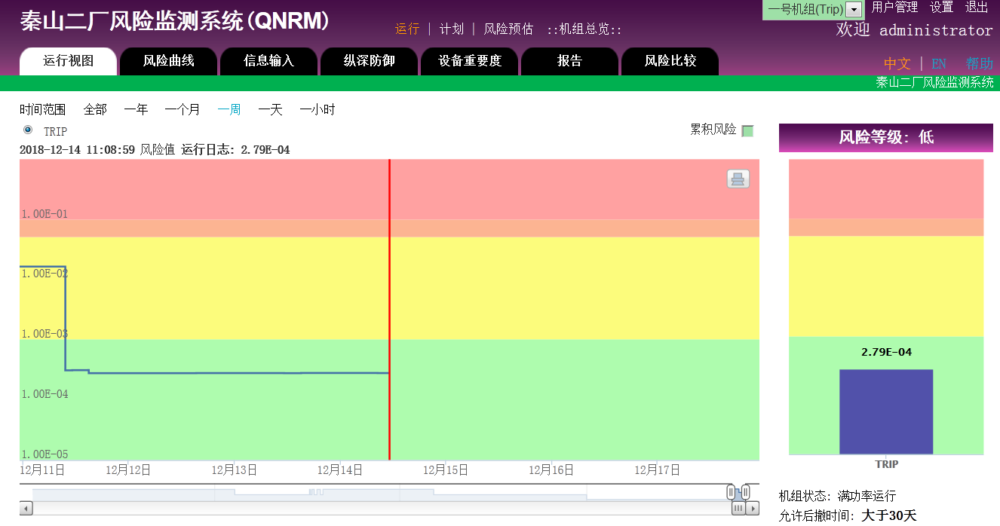 秦山二厂风险监测系统(QNRM)
运行 | 计划 | 风险预估 ::机组总览::
一号机组(Trip) 用户管理 设置 退出
欢迎 administrator
中文 | EN 帮助
运行视图 风险曲线 信息输入 纵深防御 设备重要度 报告 风险比较
秦山二厂风险监测系统
时间范围 全部 一年 一个月 一周 一天 一小时
TRIP
累积风险
2018-12-14 11:08:59 风险值 运行日志: 2.79E-04
1.00E-01
1.00E-02
1.00E-03
1.00E-04
1.00E-05
12月11日 12月12日 12月13日 12月14日 12月15日 12月16日 12月17日
风险等级: 低
2.79E-04
TRIP
机组状态: 满功率运行
允许后撤时间: 大于30天